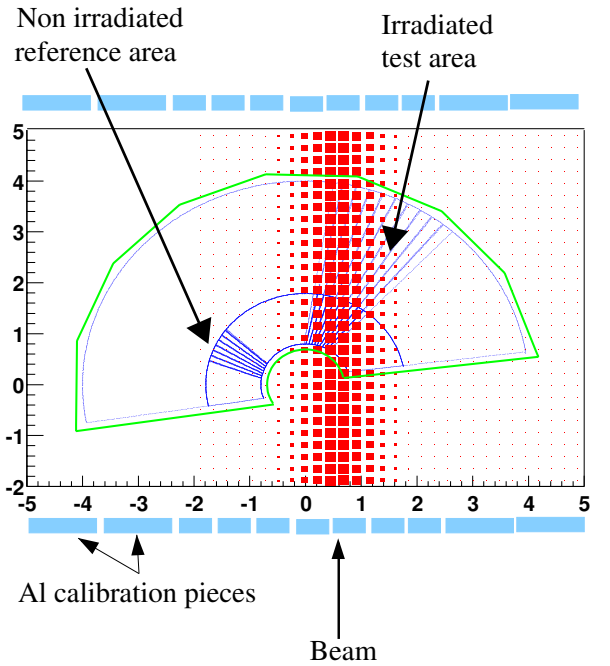 Non irradiated
reference area
Irradiated
test area
5
4
3
2
1
0
-1
-2
-5 -4 -3 -2 -1 0 1 2 3 4 5
Al calibration pieces
Beam